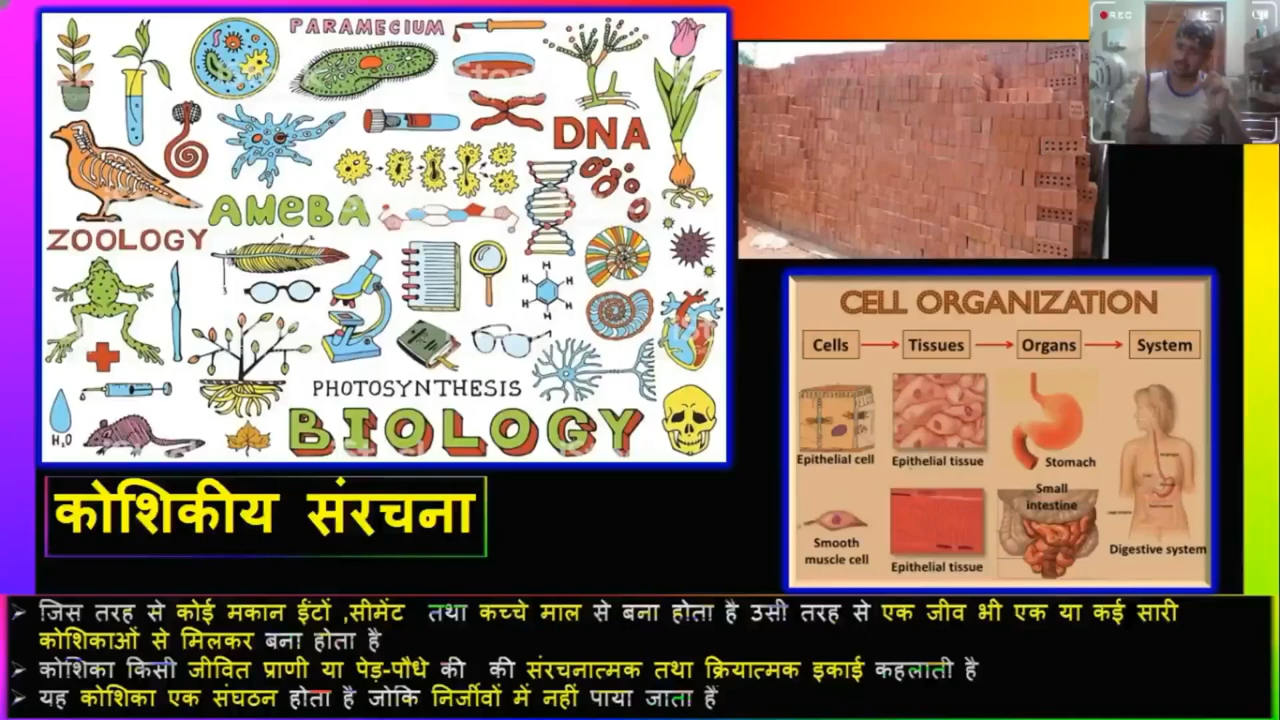 REC
PARAMECIUM
DNA
AMEBA
ZOOLOGY
PHOTOSYNTHESIS
H₂O
BIOLOGY
CELL ORGANIZATION
Cells Tissues Organs System
Epithelial cell Epithelial tissue Stomach
Small
intestine
Smooth
muscle cell Epithelial tissue Digestive system
कोशिकीय संरचना
जिस तरह से कोई मकान ईंटों ,सीमेंट तथा कच्चे माल से बना होता है उसी तरह से एक जीव भी एक या कई सारी
कोशिकाओं से मिलकर बना होता है
कोशिका किसी जीवित प्राणी या पेड़-पौधे की की संरचनात्मक तथा क्रियात्मक इकाई कहलाती है
यह कोशिका एक संघठन होता है जोकि निर्जीवों में नहीं पाया जाता है